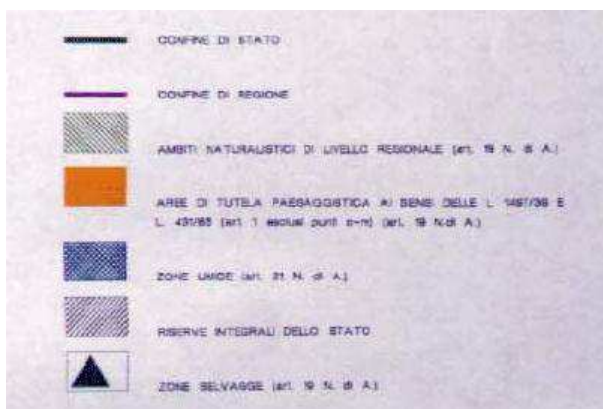 CONFINE DI STATO
CONFINE DI REGIONE
AMBITI NATURALISTICI DI LIVELLO REGIONALE (art. 19 N. di A.)
AREE DI TUTELA PAESAGGISTICA AI SENSI DELLE L. 1497/39 E
L. 431/85 (art. 1 esclusi punti o-m) (art. 19 N.di A.)
ZONE UMIDE (art. 21 N. di A.)
RISERVE INTEGRALI DELLO STATO
ZONE SELVAGGE (art. 19 N. di A.)